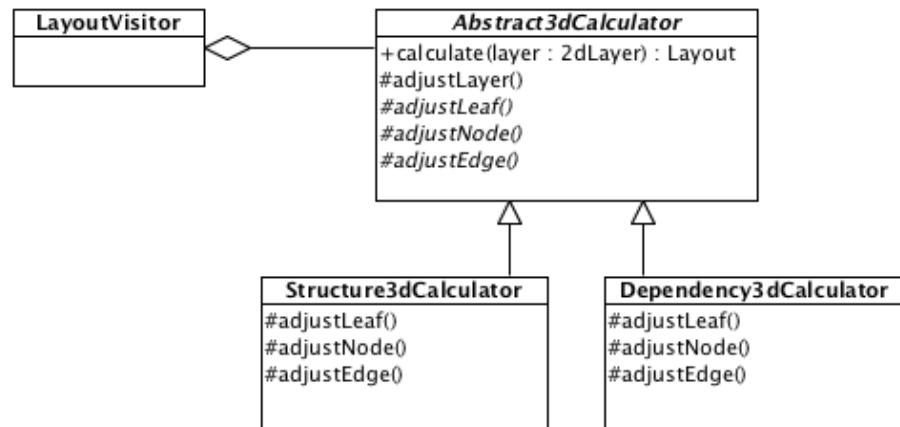 LayoutVisitor
Abstract3dCalculator
+calculate(layer : 2dLayer) : Layout
#adjustLayer()
#adjustLeaf()
#adjustNode()
#adjustEdge()
Structure3dCalculator
#adjustLeaf()
#adjustNode()
#adjustEdge()
Dependency3dCalculator
#adjustLeaf()
#adjustNode()
#adjustEdge()